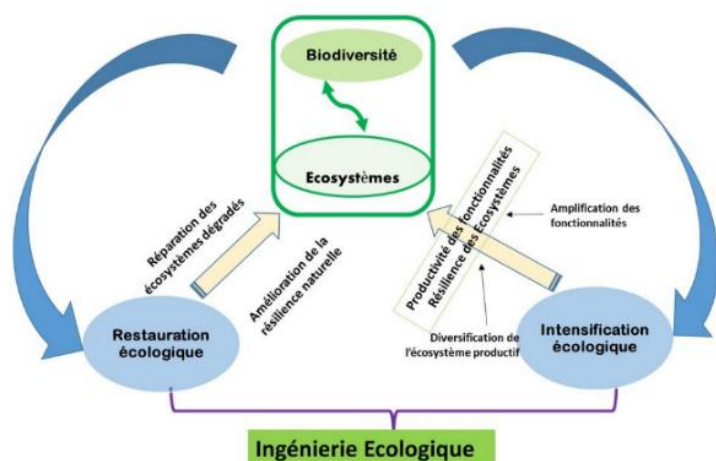 Biodiversité
Ecosystèmes
Réparation des
écosystèmes dégradés
Amélioration de la
résilience naturelle
Productivité des fonctionnalités
Résilience des Ecosystèmes
Amplification des
fonctionnalités
Diversification de
l'écosystème productif
Restauration
écologique
Intensification
écologique
Ingénierie Ecologique